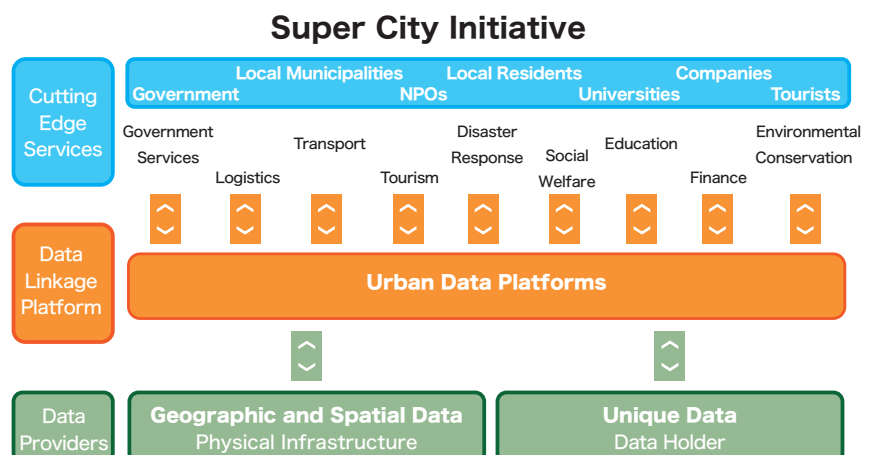 Super City Initiative
Cutting
Edge
Services
Local Municipalities Local Residents Companies
Government NPOs Universities Tourists
Government
Services
Logistics
Transport
Tourism
Disaster
Response
Social
Welfare
Education
Finance
Environmental
Conservation
Data
Linkage
Platform
Urban Data Platforms
Data
Providers
Geographic and Spatial Data
Physical Infrastructure
Unique Data
Data Holder